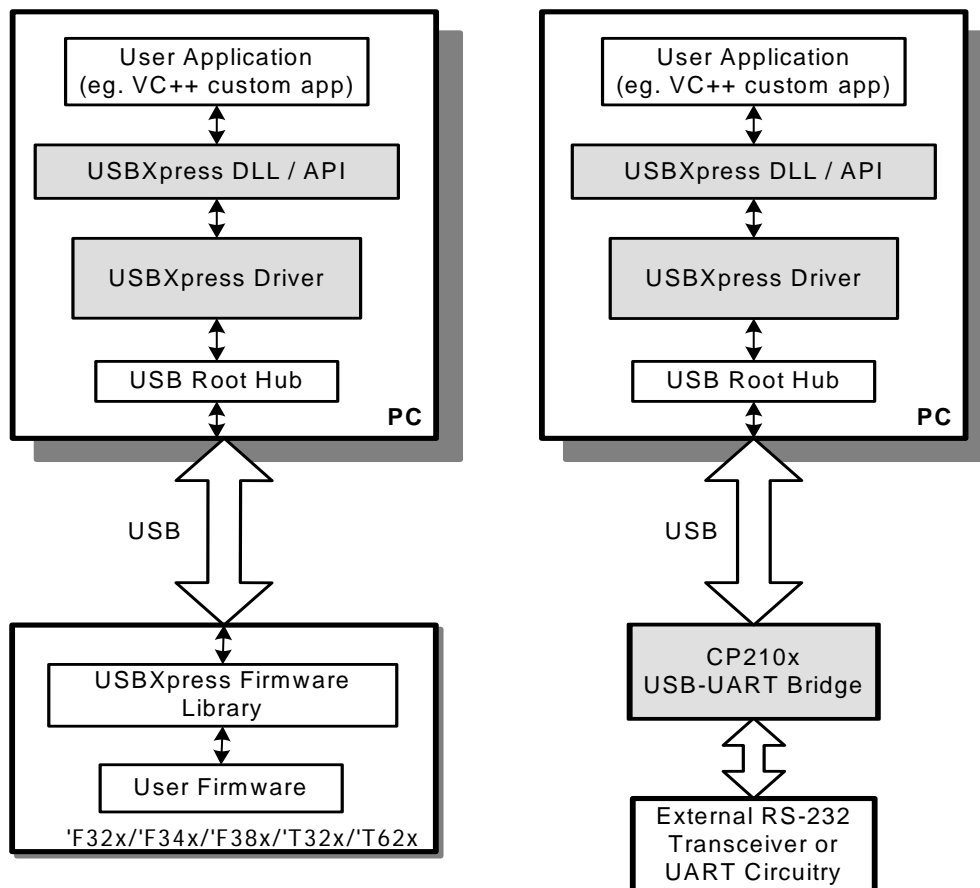 User Application
(eg. VC++ custom app)
USBXpress DLL / API
USBXpress Driver
USB Root Hub
PC
USB
USBXpress Firmware
Library
User Firmware
'F32x/'F34x/'F38x/'T32x/'T62x
User Application
(eg. VC++ custom app)
USBXpress DLL / API
USBXpress Driver
USB Root Hub
PC
USB
CP210x
USB-UART Bridge
External RS-232
Transceiver or
UART Circuitry